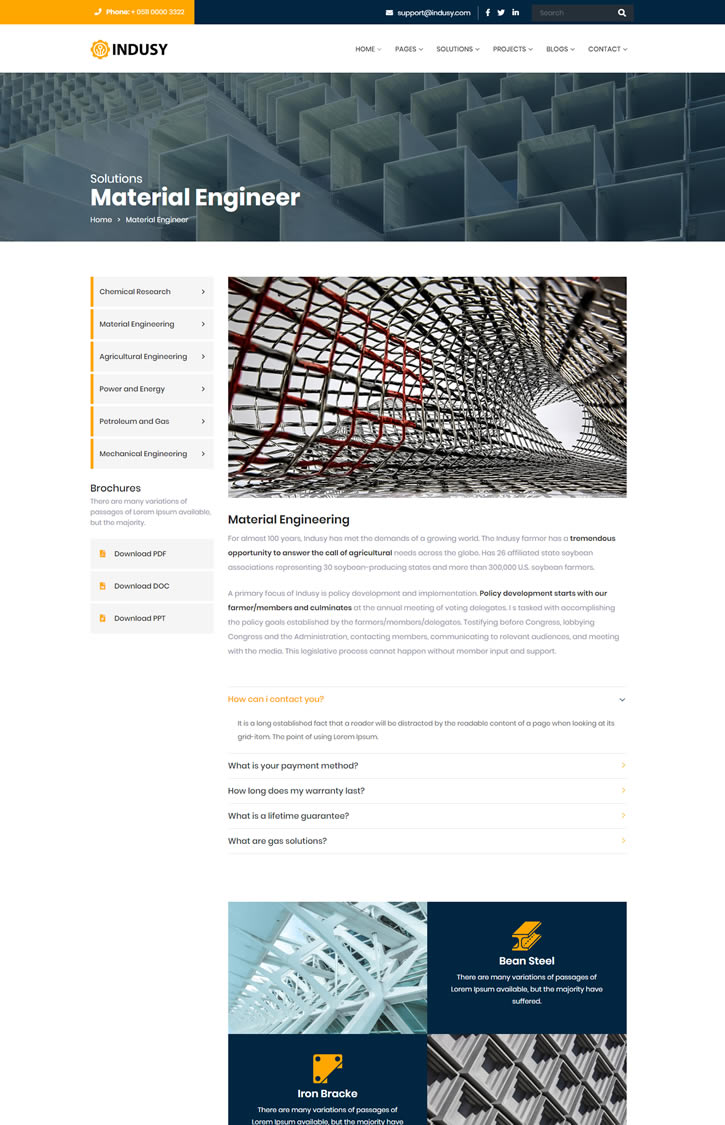 Phone: + 0511 0000 3322
support@indusy.com
Search
INDUSY
HOME PAGES SOLUTIONS PROJECTS BLOGS CONTACT
Solutions
Material Engineer
Home > Material Engineer
Chemical Research
Material Engineering
Agricultural Engineering
Power and Energy
Petroleum and Gas
Mechanical Engineering
Brochures
There are many variations of
passages of Lorem Ipsum available,
but the majority.
Download PDF
Download DOC
Download PPT
Material Engineering
For almost 100 years, Indusy has met the demands of a growing world. The Indusy farmor has a tremendous
opportunity to answer the call of agricultural needs across the globe. Has 26 affiliated state soybean
associations representing 30 soybean-producing states and more than 300,000 U.S. soybean farmers.
A primary focus of Indusy is policy development and implementation. Policy development starts with our
farmer/members and culminates at the annual meeting of voting delegates. I s tasked with accomplishing
the policy goals established by the farmers/members/delegates. Testifying before Congress, lobbying
Congress and the Administration, contacting members, communicating to relevant audiences, and meeting
with the media. This legislative process cannot happen without member input and support.
How can i contact you?
It is a long established fact that a reader will be distracted by the readable content of a page when looking at its
grid-item. The point of using Lorem Ipsum.
What is your payment method?
How long does my warranty last?
What is a lifetime guarantee?
What are gas solutions?
Bean Steel
There are many variations of passages of
Lorem Ipsum available, but the majority have
suffered.
Iron Bracke
There are many variations of passages of
Lorem Ipsum available, but the majority have